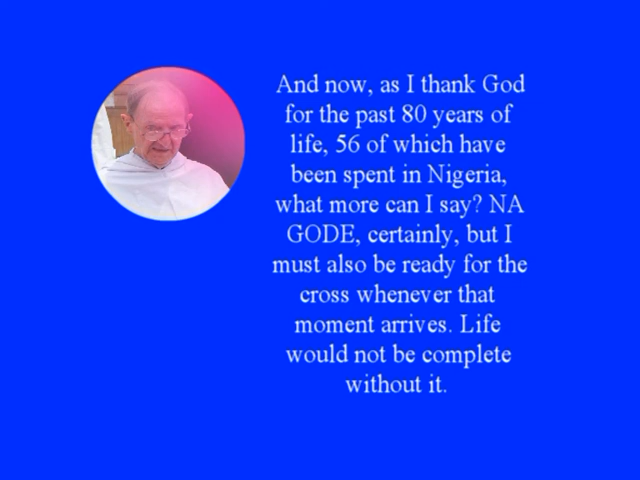 And now, as I thank God
for the past 80 years of
life, 56 of which have
been spent in Nigeria,
what more can I say? NA
GODE, certainly, but I
must also be ready for the
cross whenever that
moment arrives. Life
would not be complete
without it.